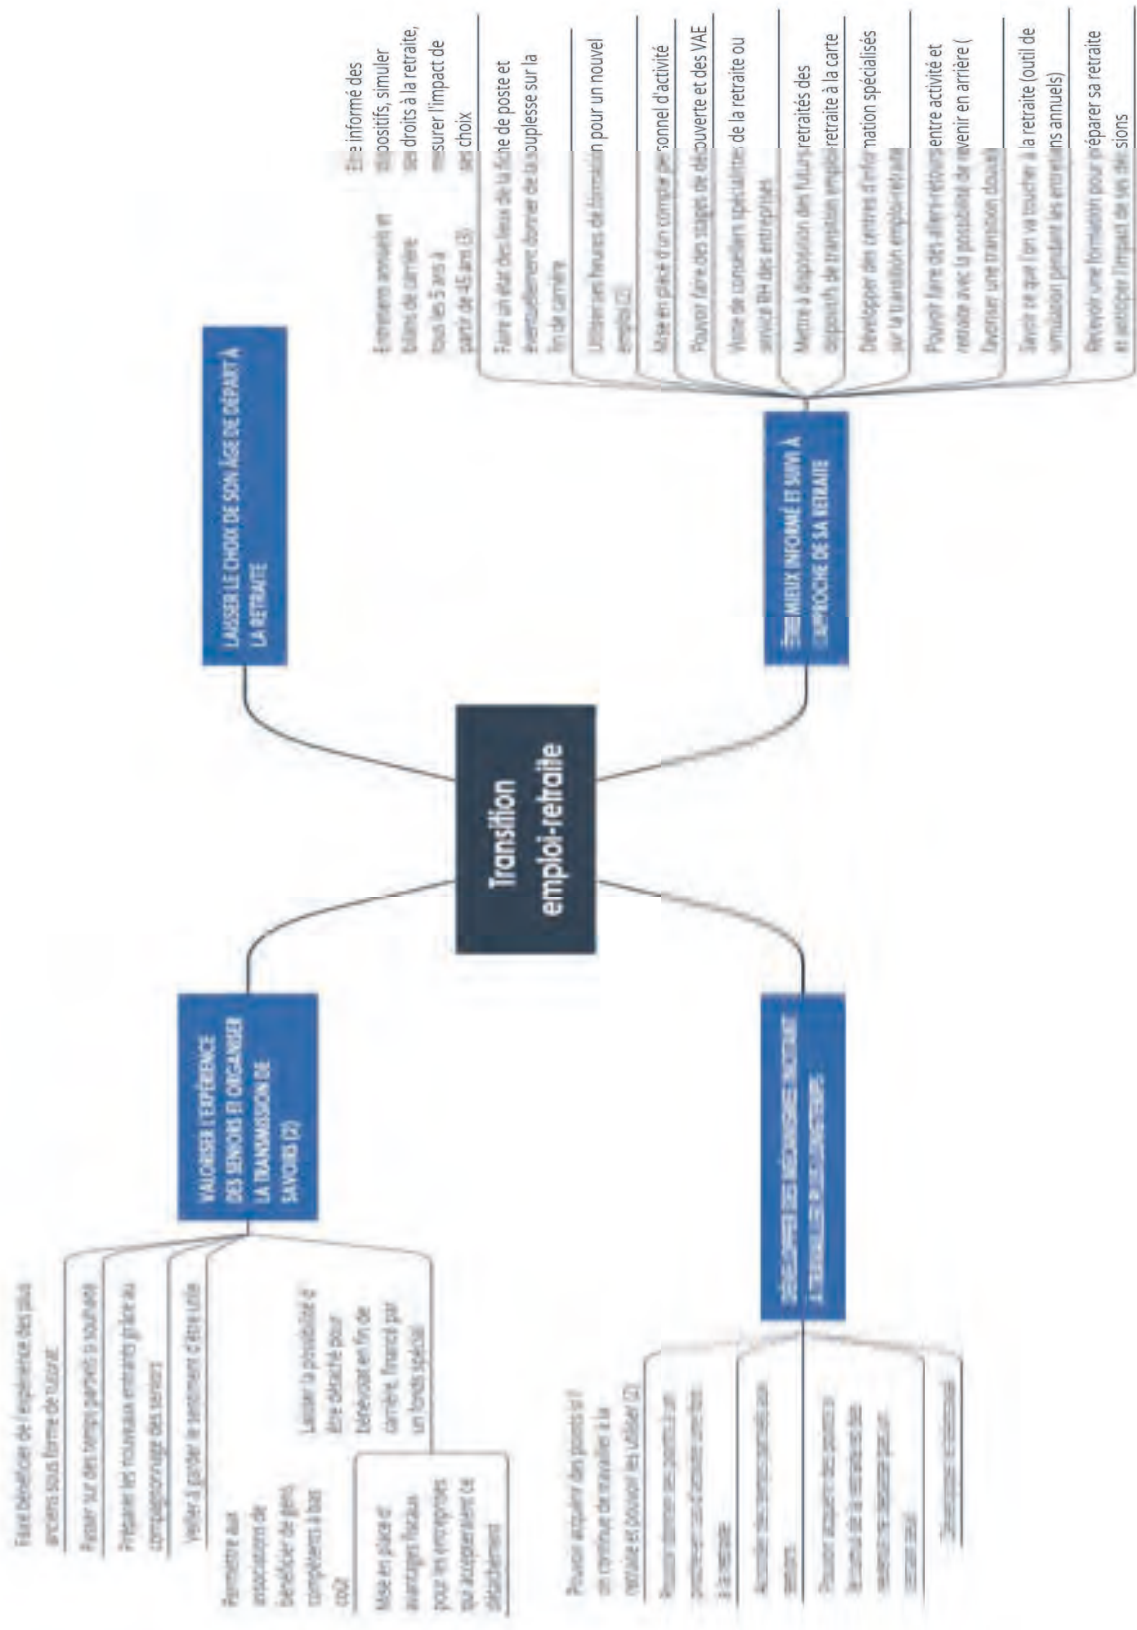 Transition
emploi-retraite
VALORISER L'EXPÉRIENCE
DES SENIORS ET ORGANISER
LA TRANSMISSION DE
SAVOIRS (2)
Faire bénéficier de l'expérience des plus
anciens sous forme de tutorat
Passer sur des temps partiels si souhaité
Préparer les nouveaux entrants grâce au
compagnonnage des seniors
Veiller à garder le sentiment d'être utile
Laisser la possibilité d'
être détaché pour
bénévolat en fin de
carrière, financé par
un fonds spécial
Permettre aux
associations de
bénéficier de gens
compétents à bas
coût
Mise en place d'
avantages fiscaux
pour les entreprises
qui accepteraient ce
détachement
LAISSER LE CHOIX DE SON ÂGE DE DÉPART À
LA RETRAITE
DÉVELOPPER DES MÉCANISMES INCITANT
À TRAVAILLER PLUS LONGTEMPS
Pouvoir acquérir des points si l'
on continue de travailler à la
retraite et pouvoir les utiliser (2)
à la retraite
MIEUX INFORMÉ ET SUIVI À
APPROCHE DE SA RETRAITE
Entretiens annuels et
bilans de carrière
tous les 5 ans à
partir de 45 ans (3)
Être informé des
dispositifs, simuler
ses droits à la retraite,
mesurer l'impact de
ses choix
Faire un état des lieux de la fiche de poste et
éventuellement donner de la souplesse sur la
fin de carrière
Utiliser ses heures de formation pour un nouvel
emploi (2)
Mise en place d'un compte personnel d'activité
Pouvoir faire des stages de découverte et des VAE
Visite de conseillers spécialistes de la retraite ou
service RH des entreprises
Mettre à disposition des futurs retraités des
dispositifs de transition emploi-retraite à la carte
Développer des centres d'information spécialisés
sur la transition emploi-retraite
Pouvoir faire des allers-retours entre activité et
retraite avec la possibilité de revenir en arrière (
favoriser une transition douce)
Savoir ce que l'on va toucher à la retraite (outil de
simulation pendant les entretiens annuels)
Recevoir une formation pour préparer sa retraite
et anticiper l'impact de ses décisions